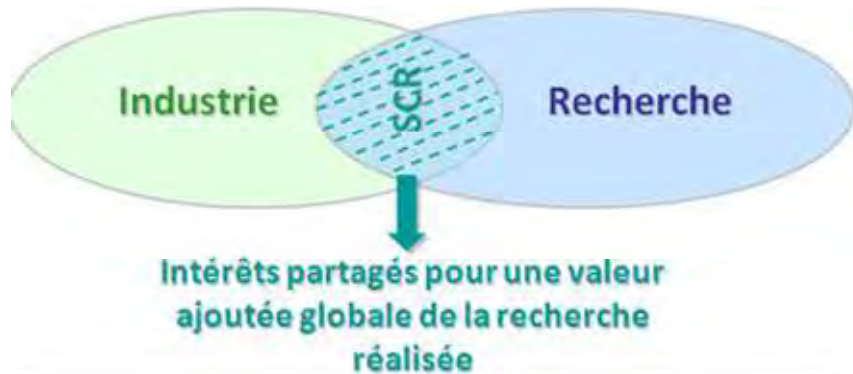 Industrie
SCR
Recherche
Intérêts partagés pour une valeur
ajoutée globale de la recherche
réalisée